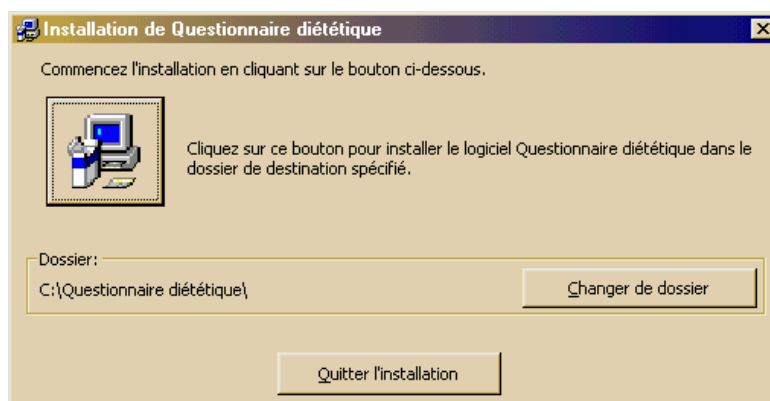 Installation de Questionnaire diététique
Commencez l'installation en cliquant sur le bouton ci-dessous.
Cliquez sur ce bouton pour installer le logiciel Questionnaire diététique dans le
dossier de destination spécifié.
Dossier:
C:\Questionnaire diététique\
Changer de dossier
Quitter l'installation